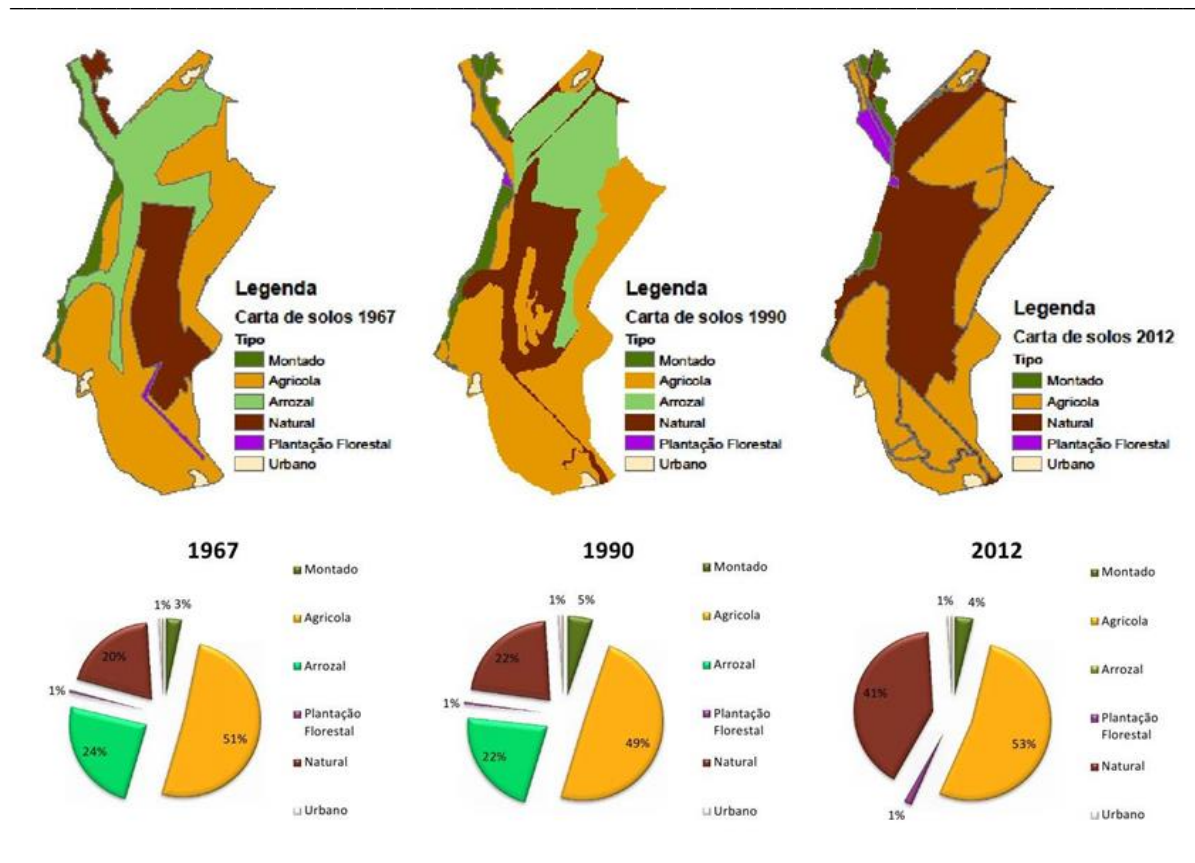 Legenda
Carta de solos 1967
Tipo
Montado
Agricola
Arrozal
Natural
Plantação Florestal
Urbano
Legenda
Carta de solos 1990
Tipo
Montado
Agricola
Arrozal
Natural
Plantação Florestal
Urbano
Legenda
Carta de solos 2012
Tipo
Montado
Agricola
Natural
Plantação Florestal
Urbano
1967
1% 3%
20%
1%
24%
51%
Montado
Agricola
Arrozal
Plantação
Florestal
Natural
Urbano
1990
1% 5%
22%
1%
22%
49%
Montado
Agricola
Arrozal
Plantação
Florestal
Natural
Urbano
2012
1% 4%
41%
53%
1%
Montado
Agricola
Arrozal
Plantação
Florestal
Natural
Urbano